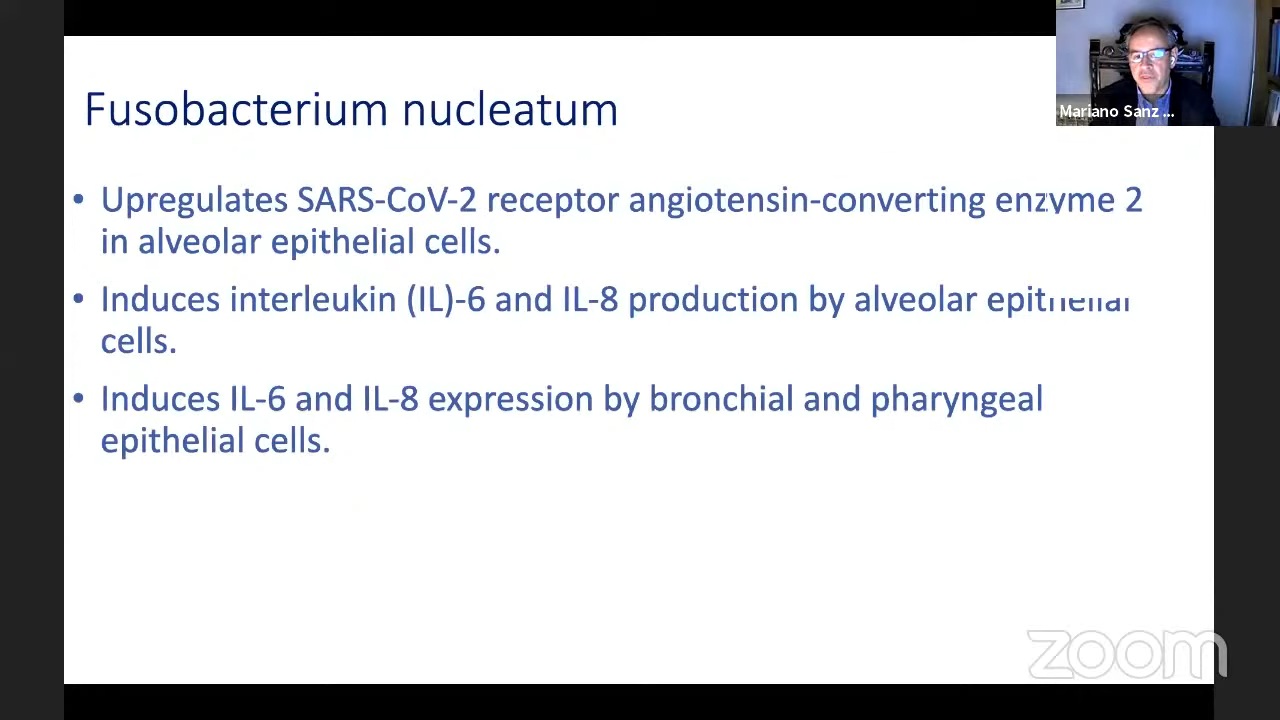 Fusobacterium nucleatum
Mariano Sanz ...
• Upregulates SARS-CoV-2 receptor angiotensin-converting enzyme 2
in alveolar epithelial cells.
• Induces interleukin (IL)-6 and IL-8 production by alveolar epithelial
cells.
• Induces IL-6 and IL-8 expression by bronchial and pharyngeal
epithelial cells.
zoom